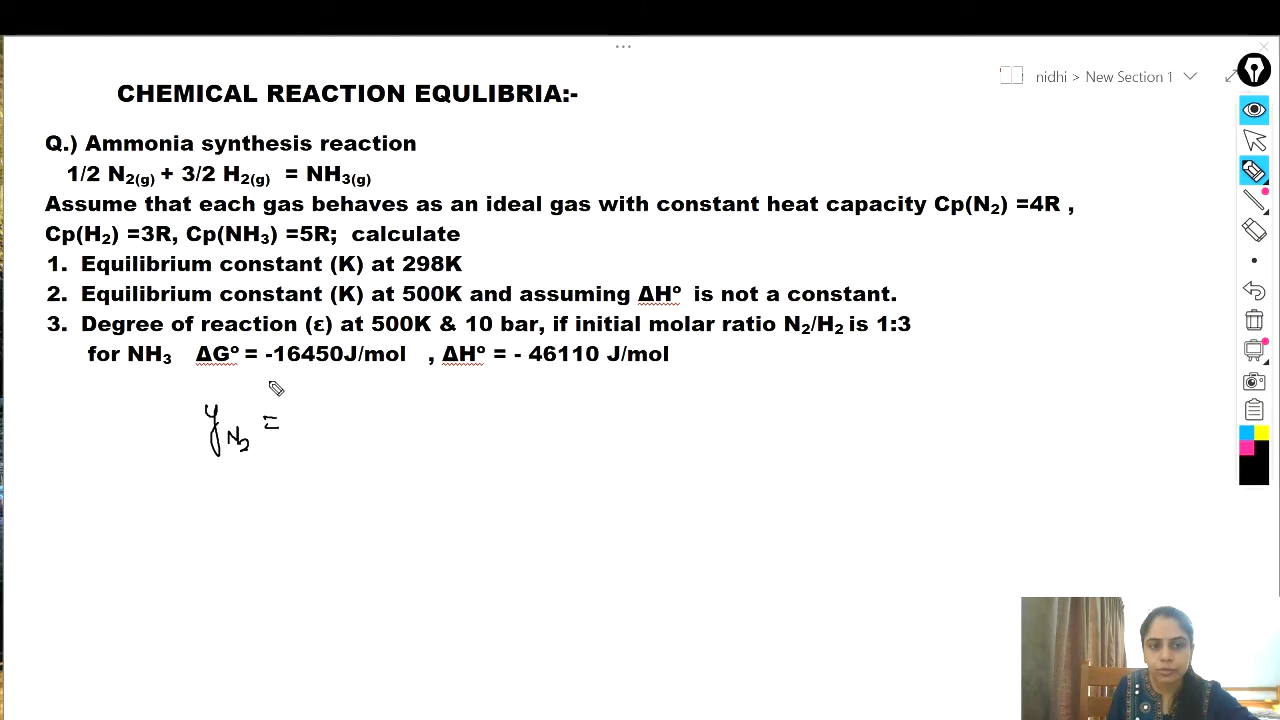 nidhi > New Section 1
CHEMICAL REACTION EQULIBRIA:-
Q.) Ammonia synthesis reaction
1/2 N₂(g) + 3/2 H₂(g) = NH₃(g)
Assume that each gas behaves as an ideal gas with constant heat capacity Cp(N₂) =4R ,
Cp(H₂) =3R, Cp(NH₃) =5R; calculate
1. Equilibrium constant (K) at 298K
2. Equilibrium constant (K) at 500K and assuming ΔHº is not a constant.
3. Degree of reaction (ε) at 500K & 10 bar, if initial molar ratio N₂/H₂ is 1:3
for NH₃ ΔGº = -16450J/mol , ΔHº = - 46110 J/mol
y N₂ =